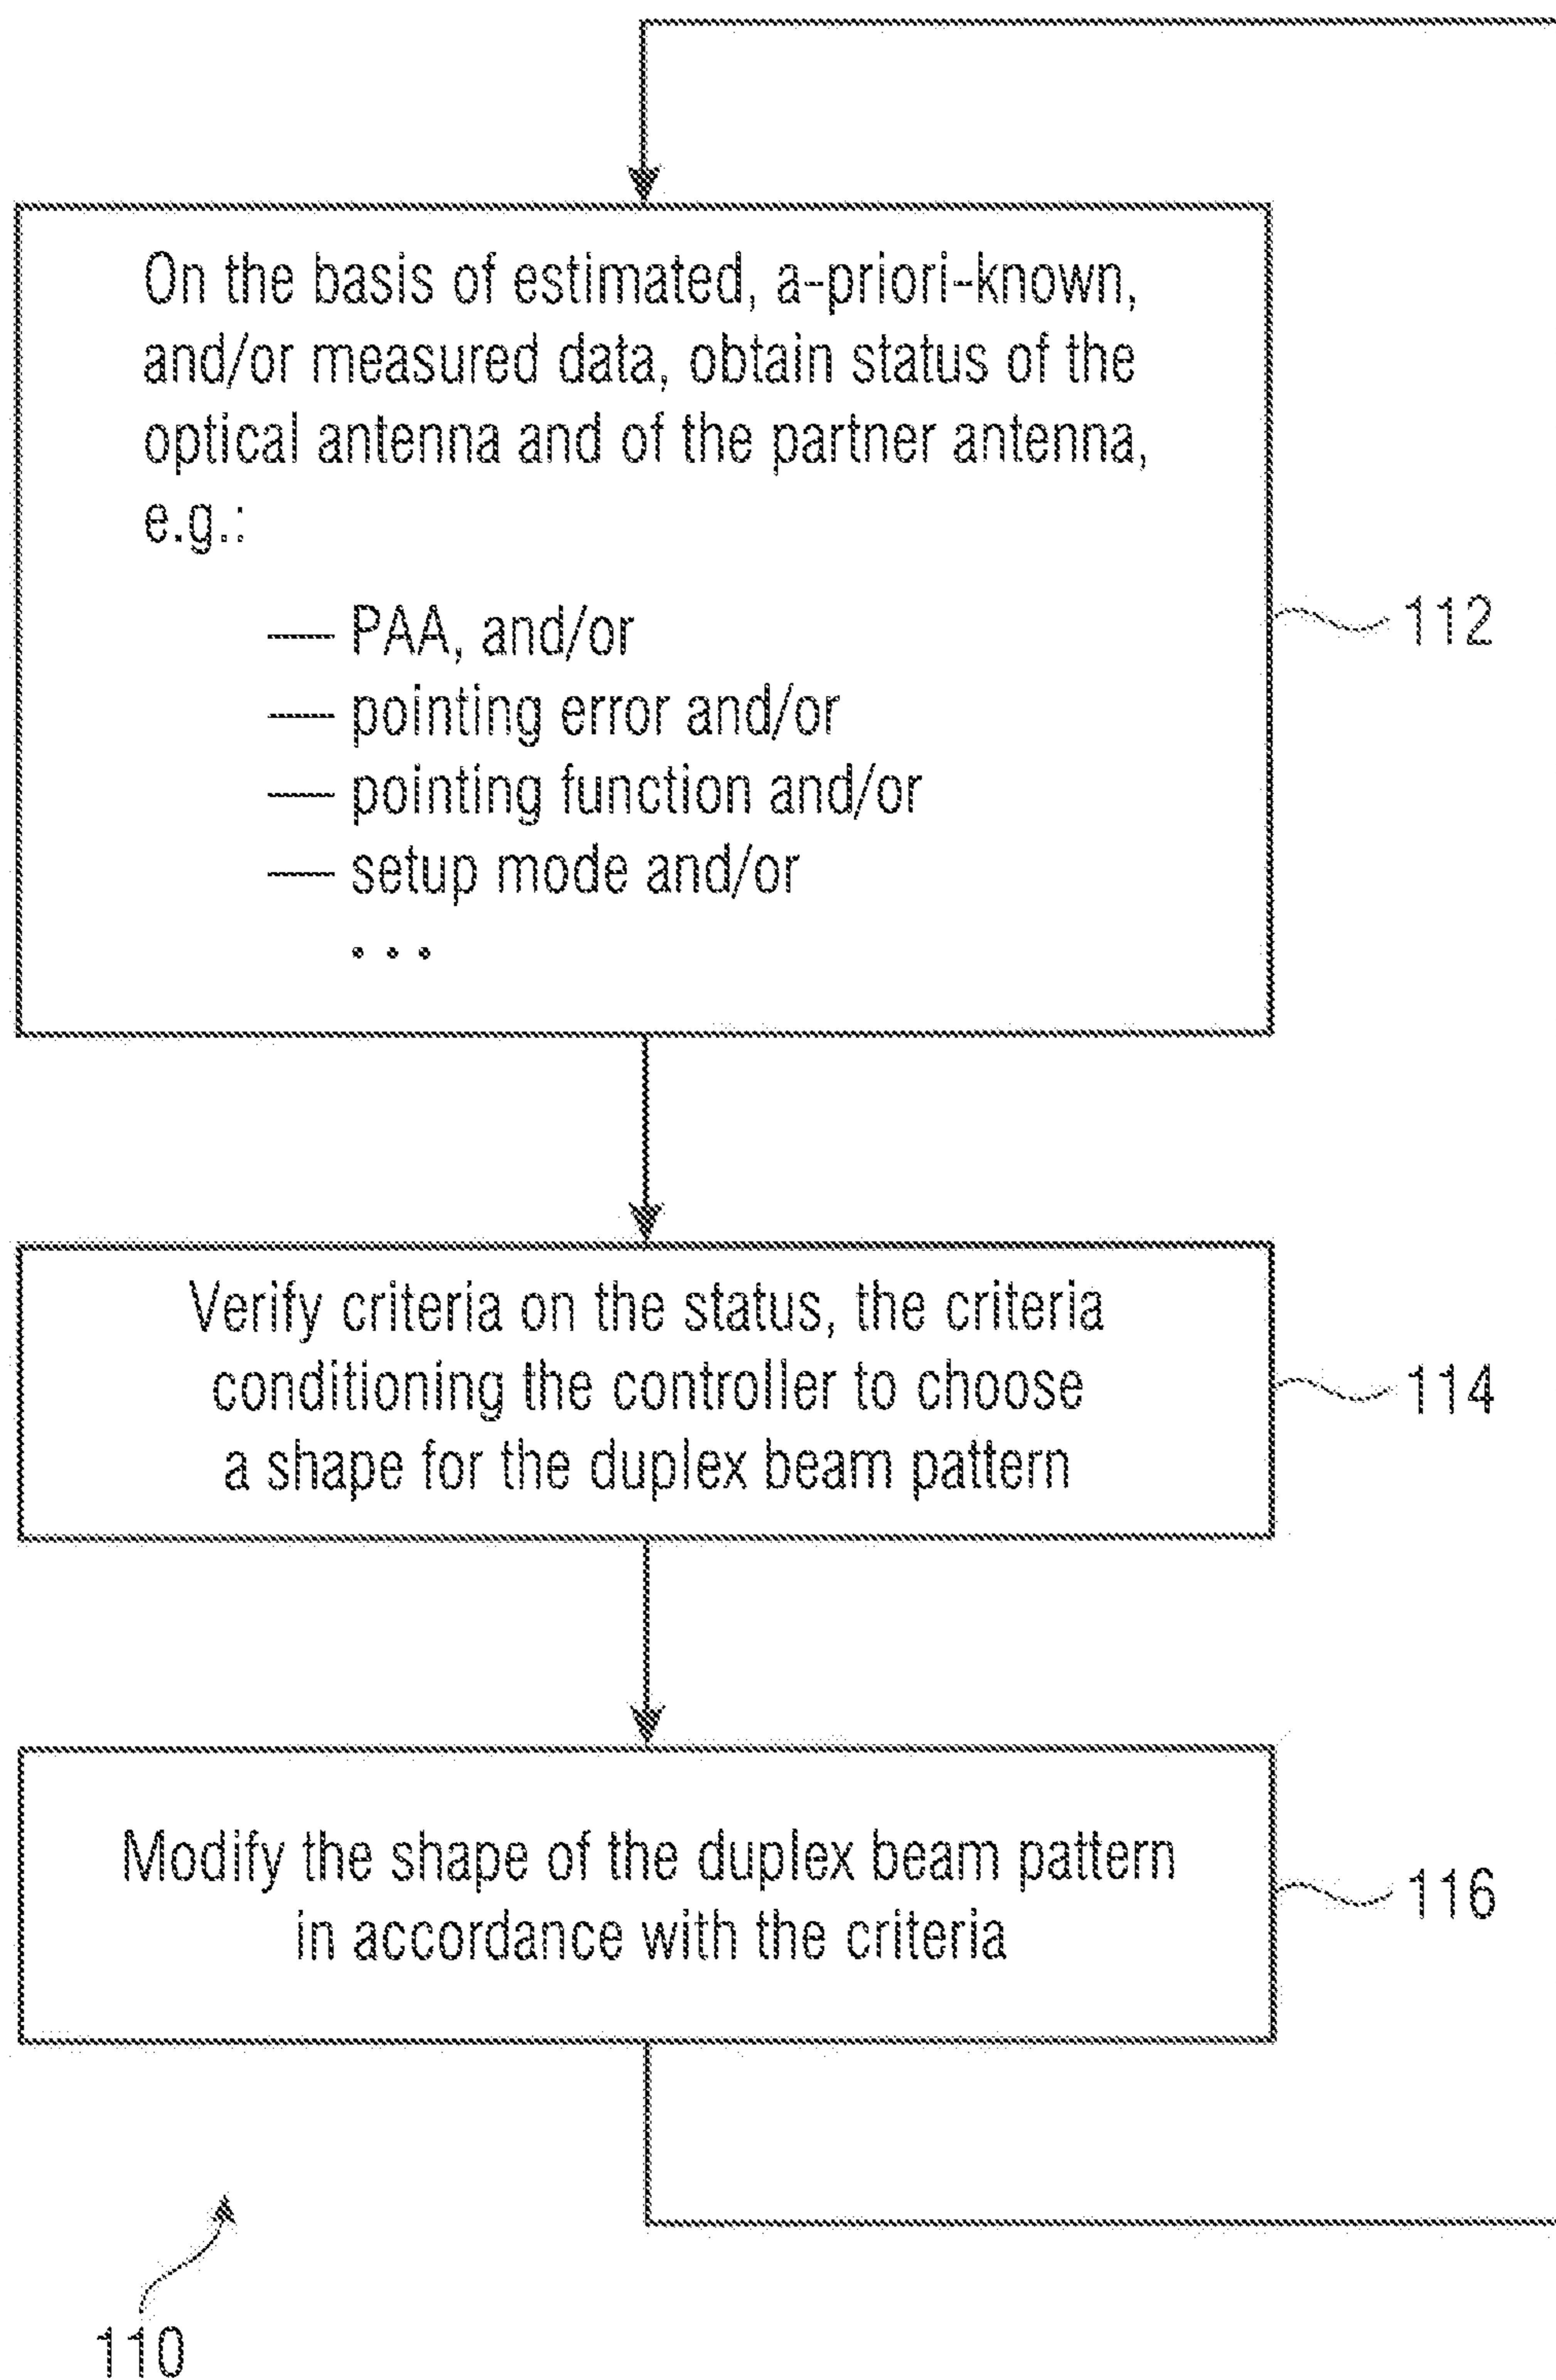 On the basis of estimated, a-priori-known,
and/or measured data, obtain status of the
optical antenna and of the partner antenna,
e.g.:
— PAA, and/or
— pointing error and/or
— pointing function and/or
— setup mode and/or
...
112
Verify criteria on the status, the criteria
conditioning the controller to choose
a shape for the duplex beam pattern
114
Modify the shape of the duplex beam pattern
in accordance with the criteria
116
110